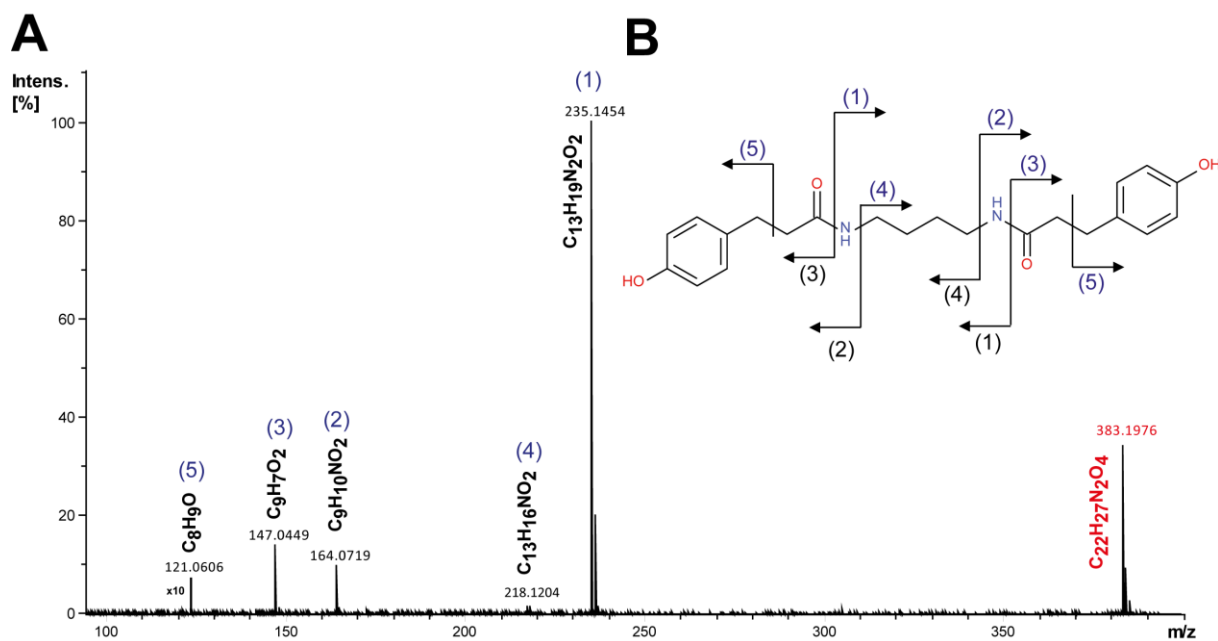 A
B
Intens.
[%]
100
80
60
40
20
0
(1)
235.1454
C13H19N2O2
(5)
C8H9O
121.0606
x10
(3)
C9H7O2
147.0449
(2)
C9H10NO2
164.0719
(4)
C13H16NO2
218.1204
383.1976
C22H27N2O4
100
150
200
250
300
350
m/z
(1)
(2)
(5)
(3)
(4)
OH
O
H
N
N
H
O
HO
(3)
(4)
(5)
(2)
(1)